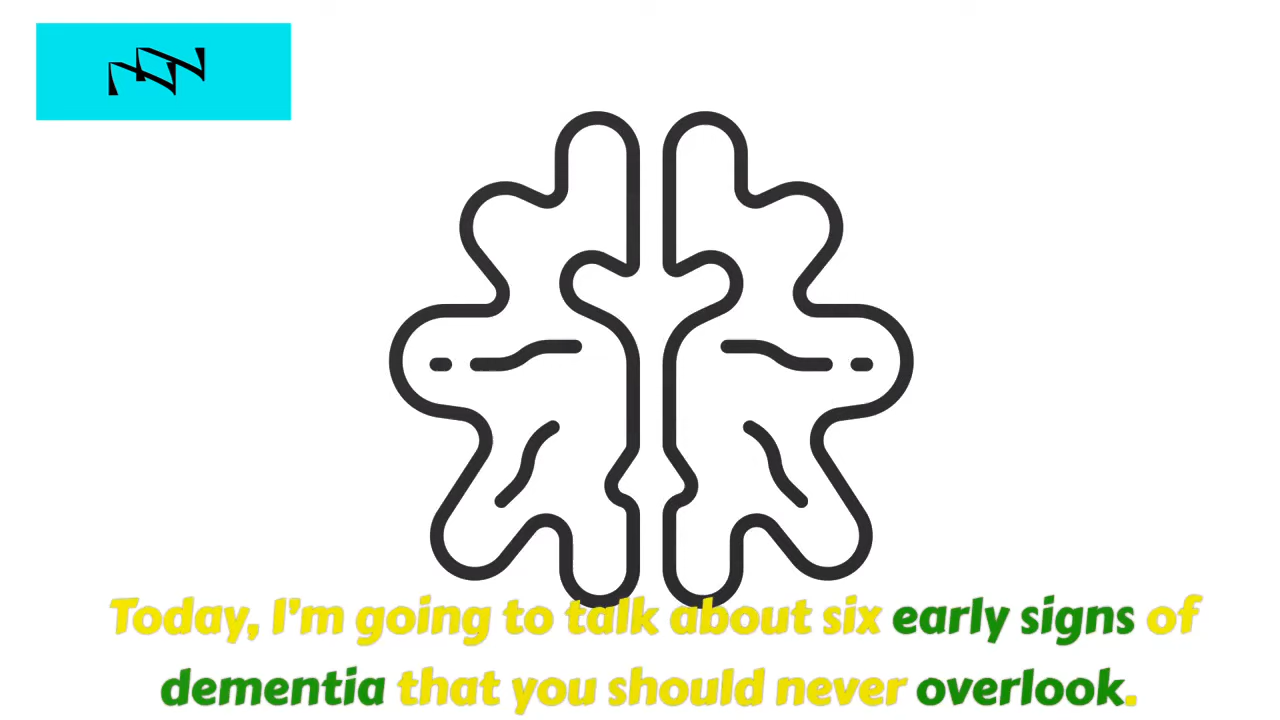 Today, I'm going to talk about six early signs of
dementia that you should never overlook.